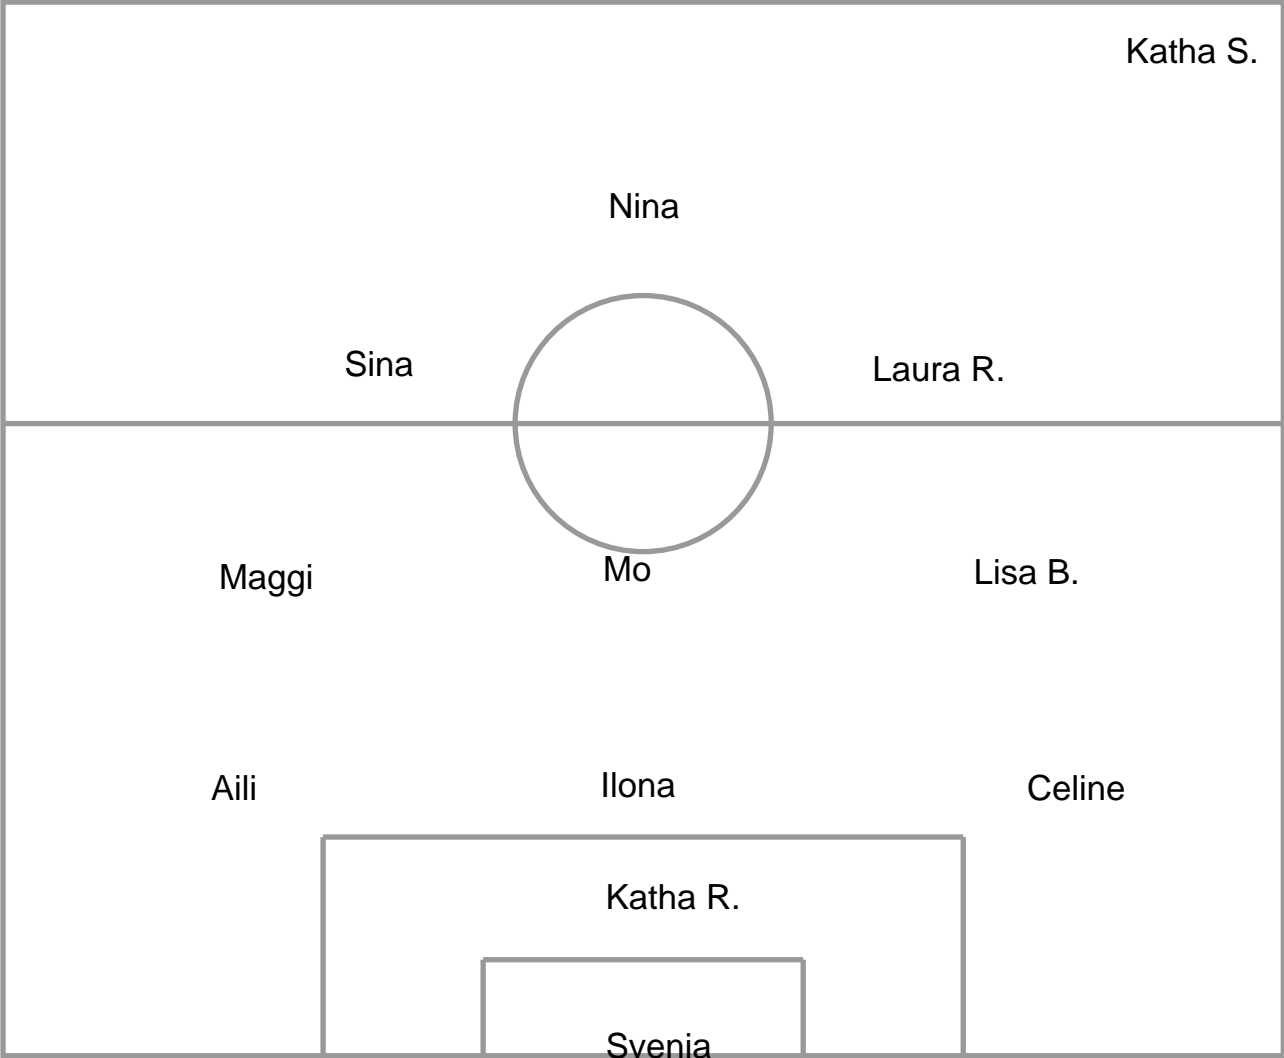 Katha S.
Nina
Sina
Laura R.
Maggi
Mo
Lisa B.
Aili
Ilona
Celine
Katha R.
Svenja